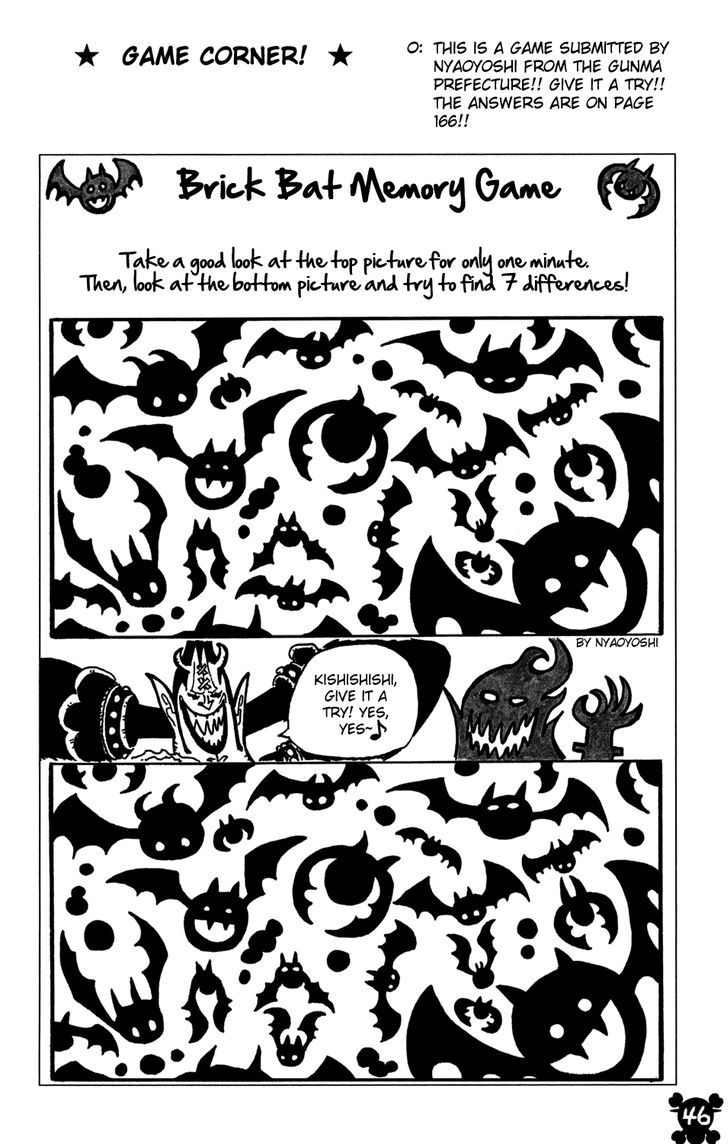 ★ GAME CORNER! ★
O: THIS IS A GAME SUBMITTED BY
NYAOYOSHI FROM THE GUNMA
PREFECTURE!! GIVE IT A TRY!!
THE ANSWERS ARE ON PAGE
166!!
Brick Bat Memory Game
Take a good look at the top picture for only one minute.
Then, look at the bottom picture and try to find 7 differences!
BY NYAOYOSHI
KISHISHISHI,
GIVE IT A
TRY! YES,
YES~♪
46